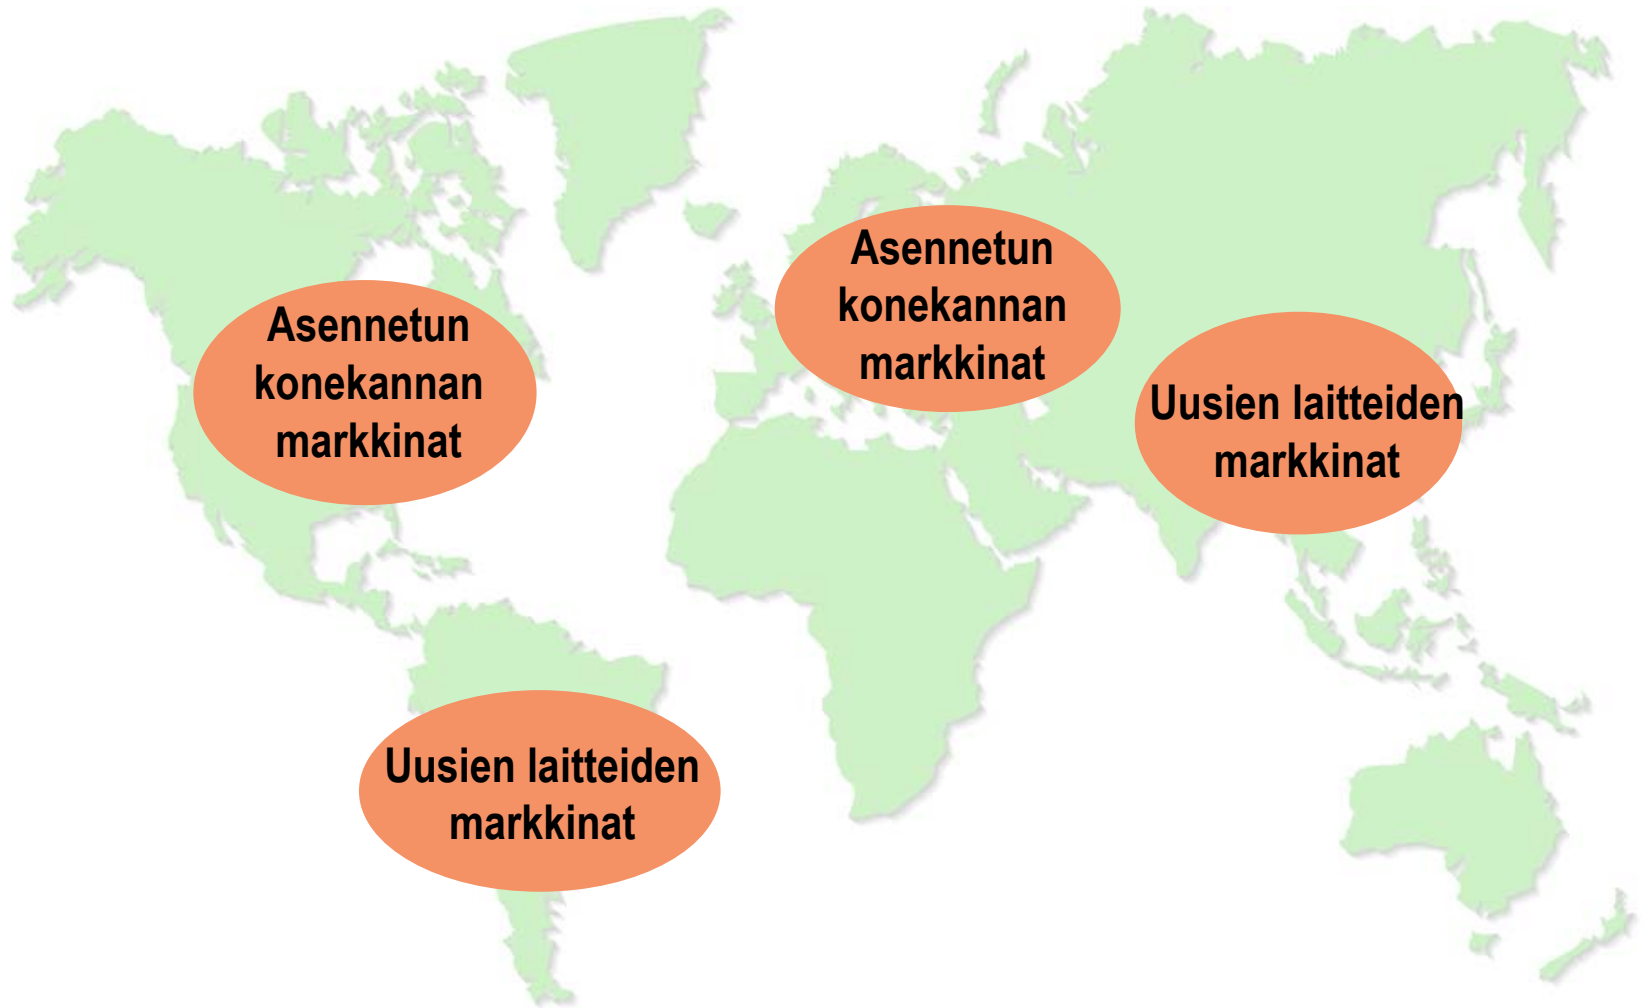 Asennetun
konekannan
markkinat
Asennetun
konekannan
markkinat
Uusien laitteiden
markkinat
Uusien laitteiden
markkinat